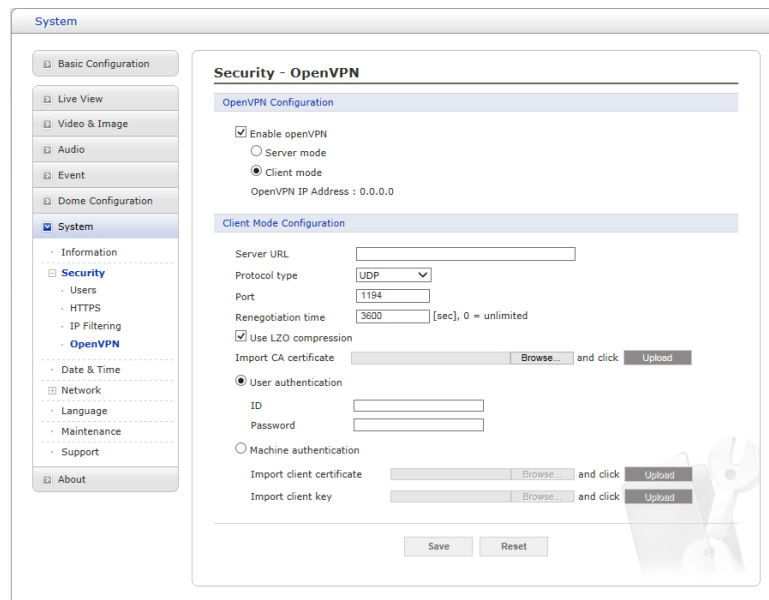 System
Basic Configuration
Live View
Video & Image
Audio
Event
Dome Configuration
System
Information
Security
Users
HTTPS
IP Filtering
OpenVPN
Date & Time
Network
Language
Maintenance
Support
About
Security - OpenVPN
OpenVPN Configuration
Enable openVPN
Server mode
Client mode
OpenVPN IP Address : 0.0.0.0
Client Mode Configuration
Server URL
Protocol type UDP
Port 1194
Renegotiation time 3600 [sec], 0 = unlimited
Use LZO compression
Import CA certificate Browse... and click Upload
User authentication
ID
Password
Machine authentication
Import client certificate Browse... and click Upload
Import client key Browse... and click Upload
Save Reset